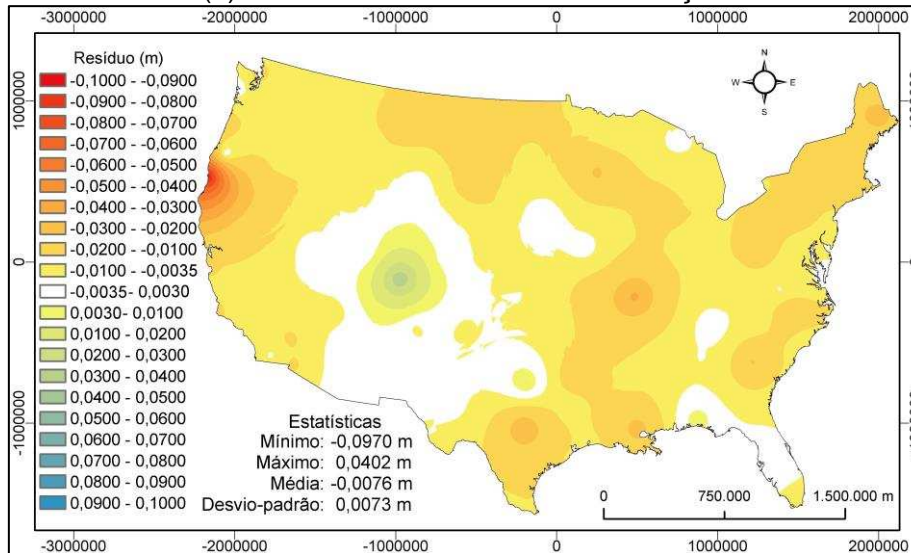 -3000000 -2000000 -1000000 0 1000000 2000000
Resíduo (m)
-0,1000 - -0,0900
-0,0900 - -0,0800
-0,0800 - -0,0700
-0,0700 - -0,0600
-0,0600 - -0,0500
-0,0500 - -0,0400
-0,0400 - -0,0300
-0,0300 - -0,0200
-0,0200 - -0,0100
-0,0100 - -0,0035
-0,0035- 0,0030
0,0030- 0,0100
0,0100 - 0,0200
0,0200 - 0,0300
0,0300 - 0,0400
0,0400 - 0,0500
0,0500 - 0,0600
0,0600 - 0,0700
0,0700 - 0,0800
0,0800 - 0,0900
0,0900 - 0,1000
1000000
0
-1000000
N
W E
S
Estatísticas
Mínimo: -0,0970 m
Máximo: 0,0402 m
Média: -0,0076 m
Desvio-padrão: 0,0073 m
0 750.000 1.500.000 m
-3000000 -2000000 -1000000 0 1000000 2000000